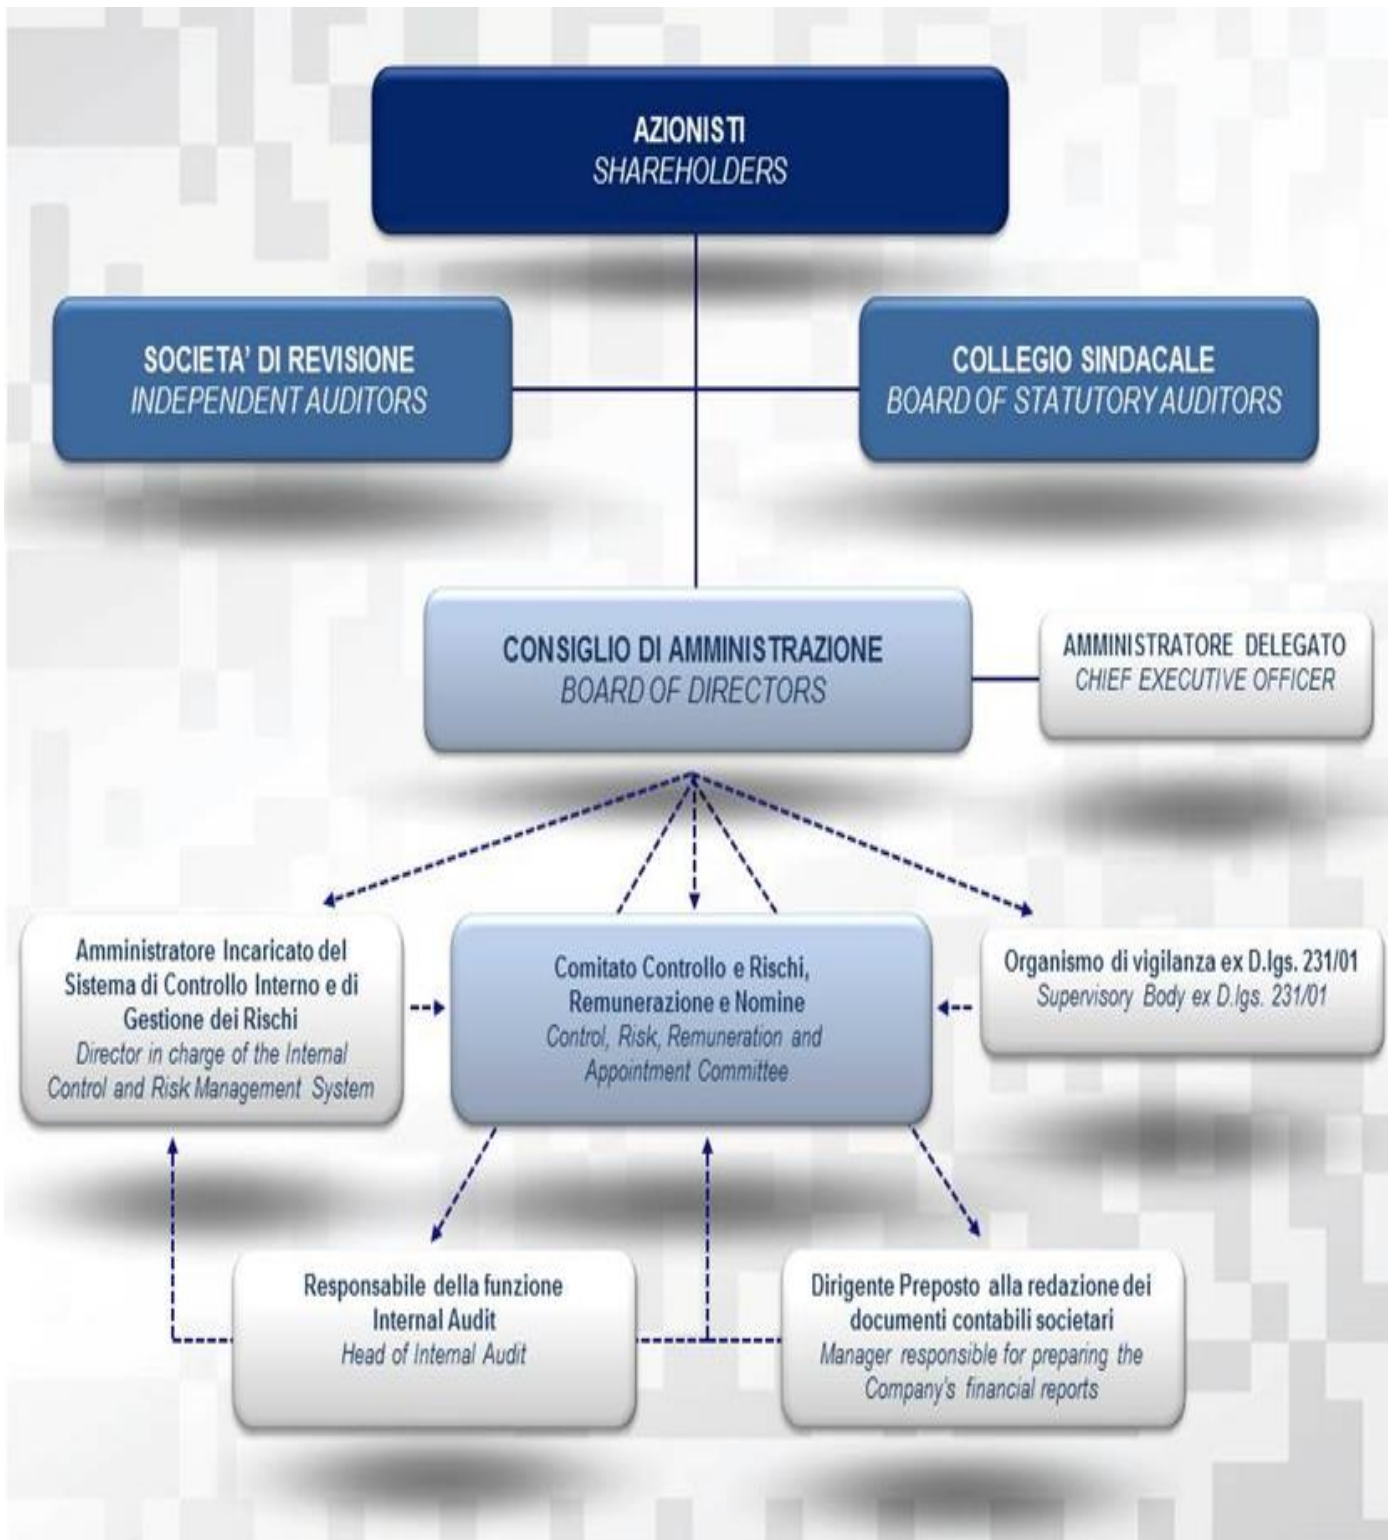 AZIONISTI
SHAREHOLDERS
SOCIETA' DI REVISIONE
INDEPENDENT AUDITORS
COLLEGIO SINDACALE
BOARD OF STATUTORY AUDITORS
CONSIGLIO DI AMMINISTRAZIONE
BOARD OF DIRECTORS
AMMINISTRATORE DELEGATO
CHIEF EXECUTIVE OFFICER
Amministratore Incaricato del
Sistema di Controllo Interno e di
Gestione dei Rischi
Director in charge of the Internal
Control and Risk Management System
Comitato Controllo e Rischi,
Remunerazione e Nomine
Control, Risk, Remuneration and
Appointment Committee
Organismo di vigilanza ex D.lgs. 231/01
Supervisory Body ex D.lgs. 231/01
Responsabile della funzione
Internal Audit
Head of Internal Audit
Dirigente Preposto alla redazione dei
documenti contabili societari
Manager responsible for preparing the
Company's financial reports